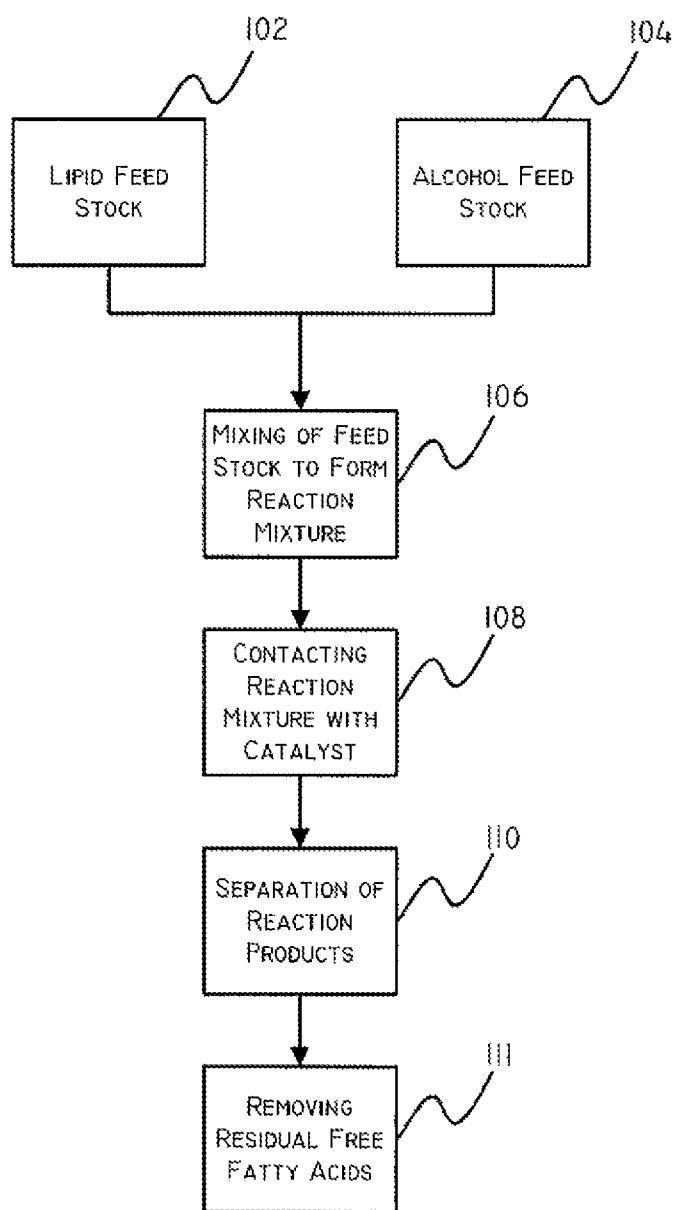 102
104
LIPID FEED
STOCK
ALCOHOL FEED
STOCK
106
MIXING OF FEED
STOCK TO FORM
REACTION
MIXTURE
108
CONTACTING
REACTION
MIXTURE WITH
CATALYST
110
SEPARATION OF
REACTION
PRODUCTS
111
REMOVING
RESIDUAL FREE
FATTY ACIDS